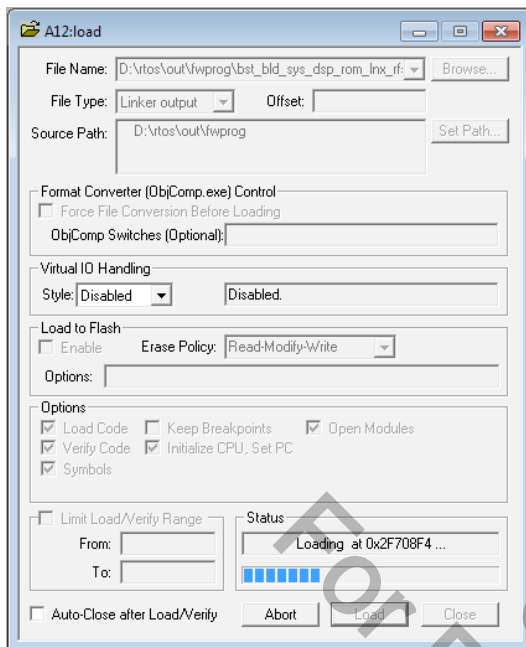 A12:load
File Name: D:\rtos\out\fwprog\bst_bld_sys_dsp_rom_lnx_rf: Browse...
File Type: Linker output Offset:
Source Path: D:\rtos\out\fwprog Set Path...
Format Converter (ObjComp.exe) Control
Force File Conversion Before Loading
ObjComp Switches (Optional):
Virtual IO Handling
Style: Disabled Disabled.
Load to Flash
Enable Erase Policy: Read-Modify-Write
Options:
Options
Load Code Keep Breakpoints Open Modules
Verify Code Initialize CPU, Set PC
Symbols
Limit Load/Verify Range Status
From: Loading at 0x2F708F4 ...
To:
Auto-Close after Load/Verify Abort Load Close
For